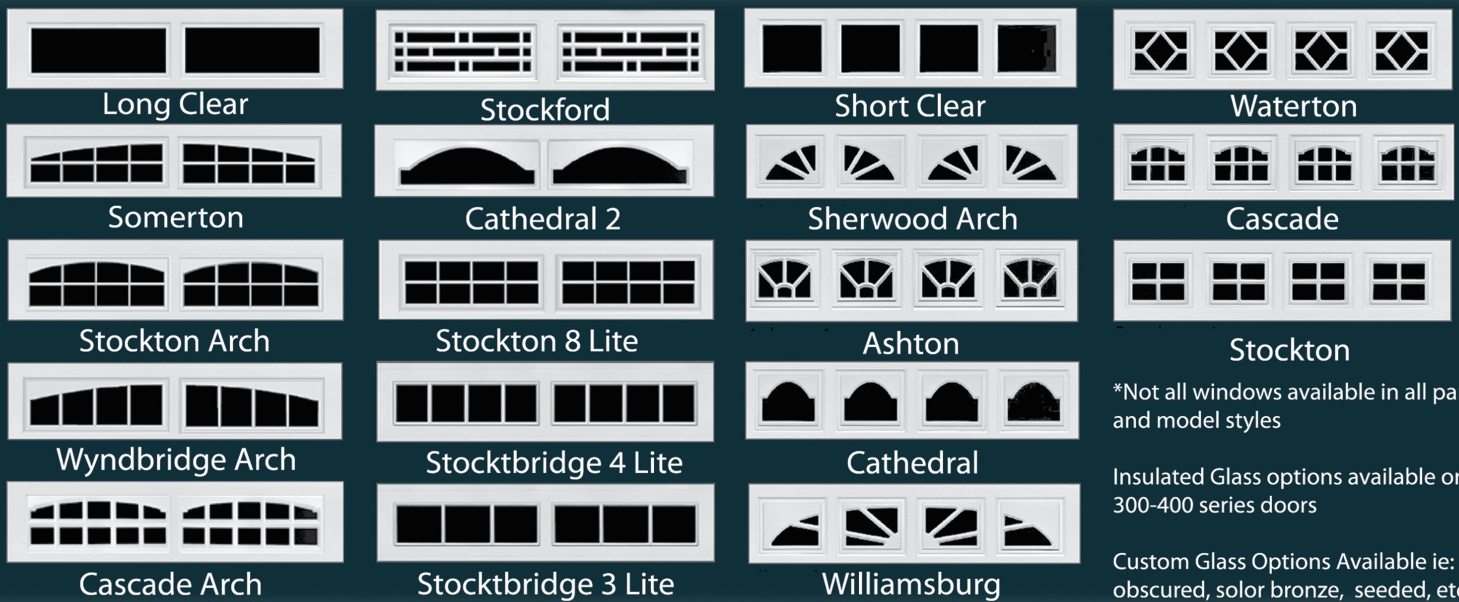 Long Clear
Stockford
Short Clear
Waterton
Somerton
Cathedral 2
Sherwood Arch
Cascade
Stockton Arch
Stockton 8 Lite
Ashton
Stockton
Wyndbridge Arch
Stocktbridge 4 Lite
Cathedral
Cascade Arch
Stocktbridge 3 Lite
Williamsburg
*Not all windows available in all
and model styles
Insulated Glass options available
300-400 series doors
Custom Glass Options Available ie:
obscured, solor bronze, seeded,